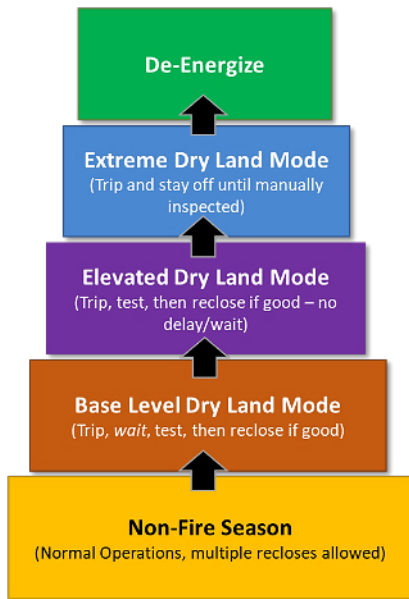 De-Energize
Extreme Dry Land Mode
(Trip and stay off until manually
inspected)
Elevated Dry Land Mode
(Trip, test, then reclose if good – no
delay/wait)
Base Level Dry Land Mode
(Trip, wait, test, then reclose if good)
Non-Fire Season
(Normal Operations, multiple recloses allowed)